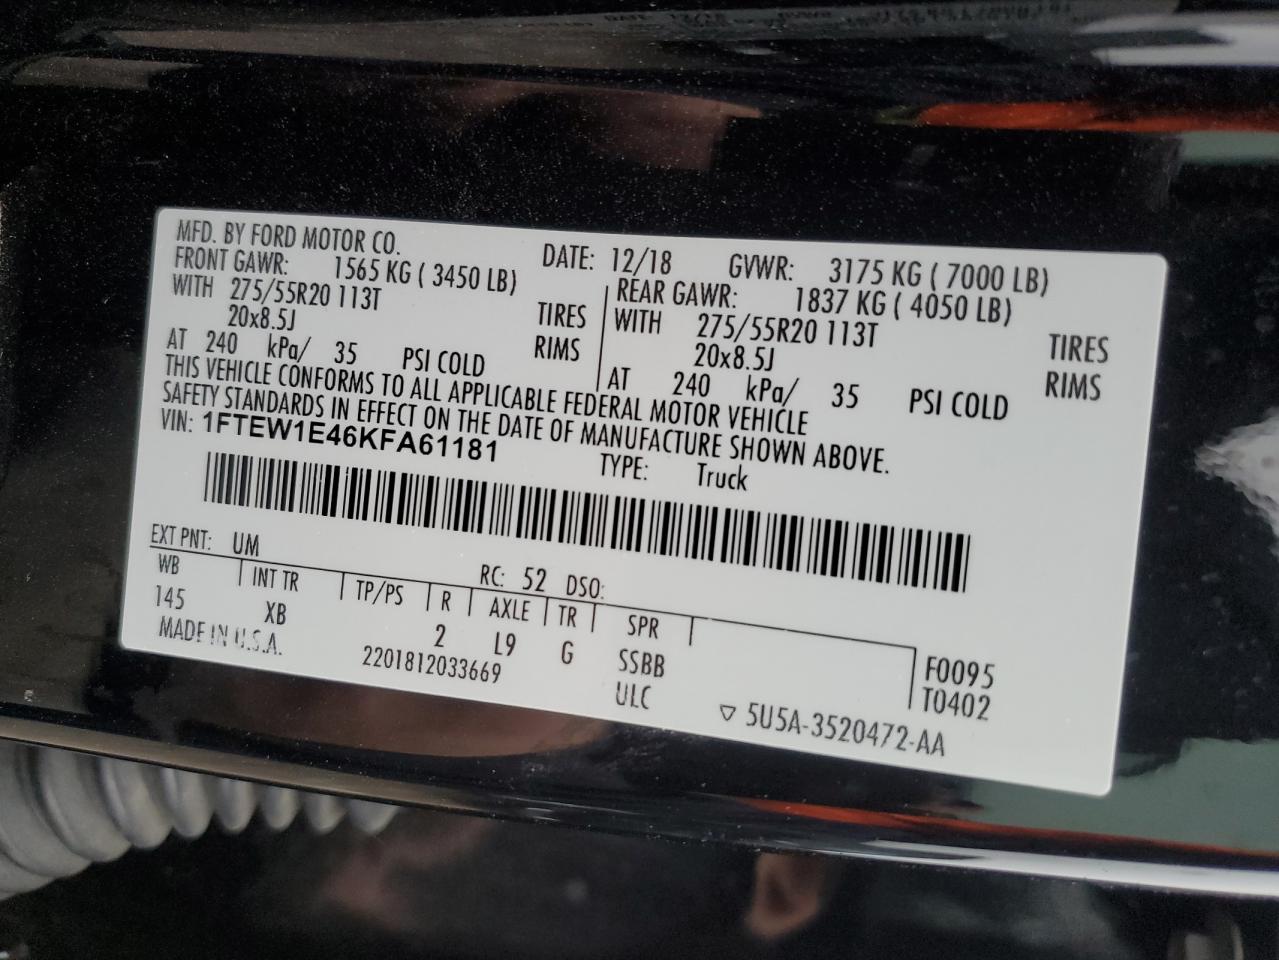 MFD. BY FORD MOTOR CO. DATE: 12/18 GVWR: 3175 KG ( 7000 LB)
FRONT GAWR: 1565 KG ( 3450 LB) REAR GAWR: 1837 KG ( 4050 LB)
WITH 275/55R20 113T TIRES WITH 275/55R20 113T TIRES
20x8.5J RIMS 20x8.5J RIMS
AT 240 kPa/ 35 PSI COLD AT 240 kPa/ 35 PSI COLD
THIS VEHICLE CONFORMS TO ALL APPLICABLE FEDERAL MOTOR VEHICLE
SAFETY STANDARDS IN EFFECT ON THE DATE OF MANUFACTURE SHOWN ABOVE.
VIN: 1FTEW1E46KFA61181 TYPE: Truck
EXT PNT: UM RC: 52 DSO:
WB INT TR TP/PS R AXLE TR SPR
145 XB 2 L9 G SSBB F0095
MADE IN U.S.A. 2201812033669 ULC T0402
▽ 5U5A-3520472-AA